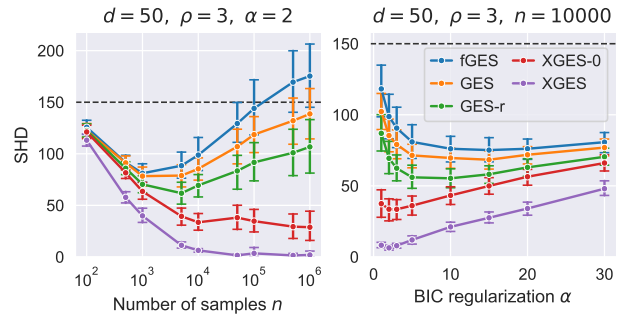 d = 50, ρ = 3, α = 2
SHD
200
150
100
50
0
10² 10³ 10⁴ 10⁵ 10⁶
Number of samples n
d = 50, ρ = 3, n = 10000
150
100
50
0
fGES XGES-0
GES XGES
GES-r
0 10 20 30
BIC regularization α